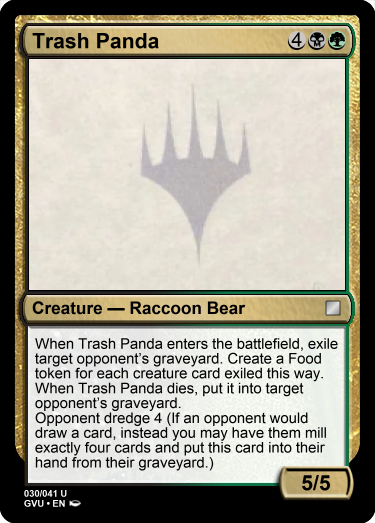 Trash Panda
4
Creature — Raccoon Bear
When Trash Panda enters the battlefield, exile
target opponent's graveyard. Create a Food
token for each creature card exiled this way.
When Trash Panda dies, put it into target
opponent's graveyard.
Opponent dredge 4 (If an opponent would
draw a card, instead you may have them mill
exactly four cards and put this card into their
hand from their graveyard.)
5/5
030/041 U
GVU • EN